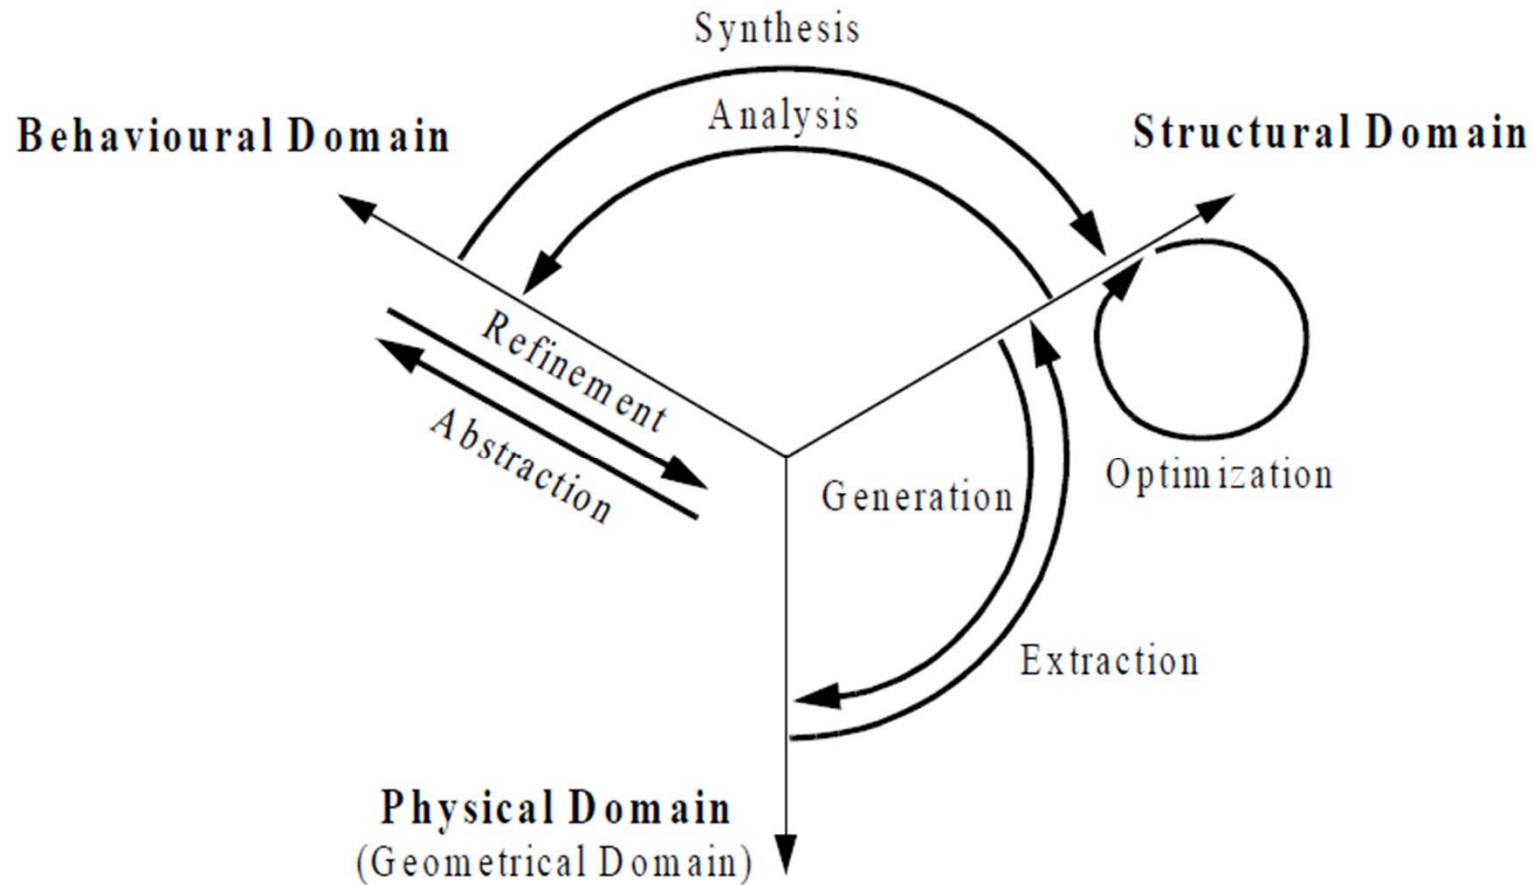 Synthesis
Analysis
Behavioural Domain
Structural Domain
Refinement
Abstraction
Generation
Optimization
Extraction
Physical Domain
(Geometrical Domain)